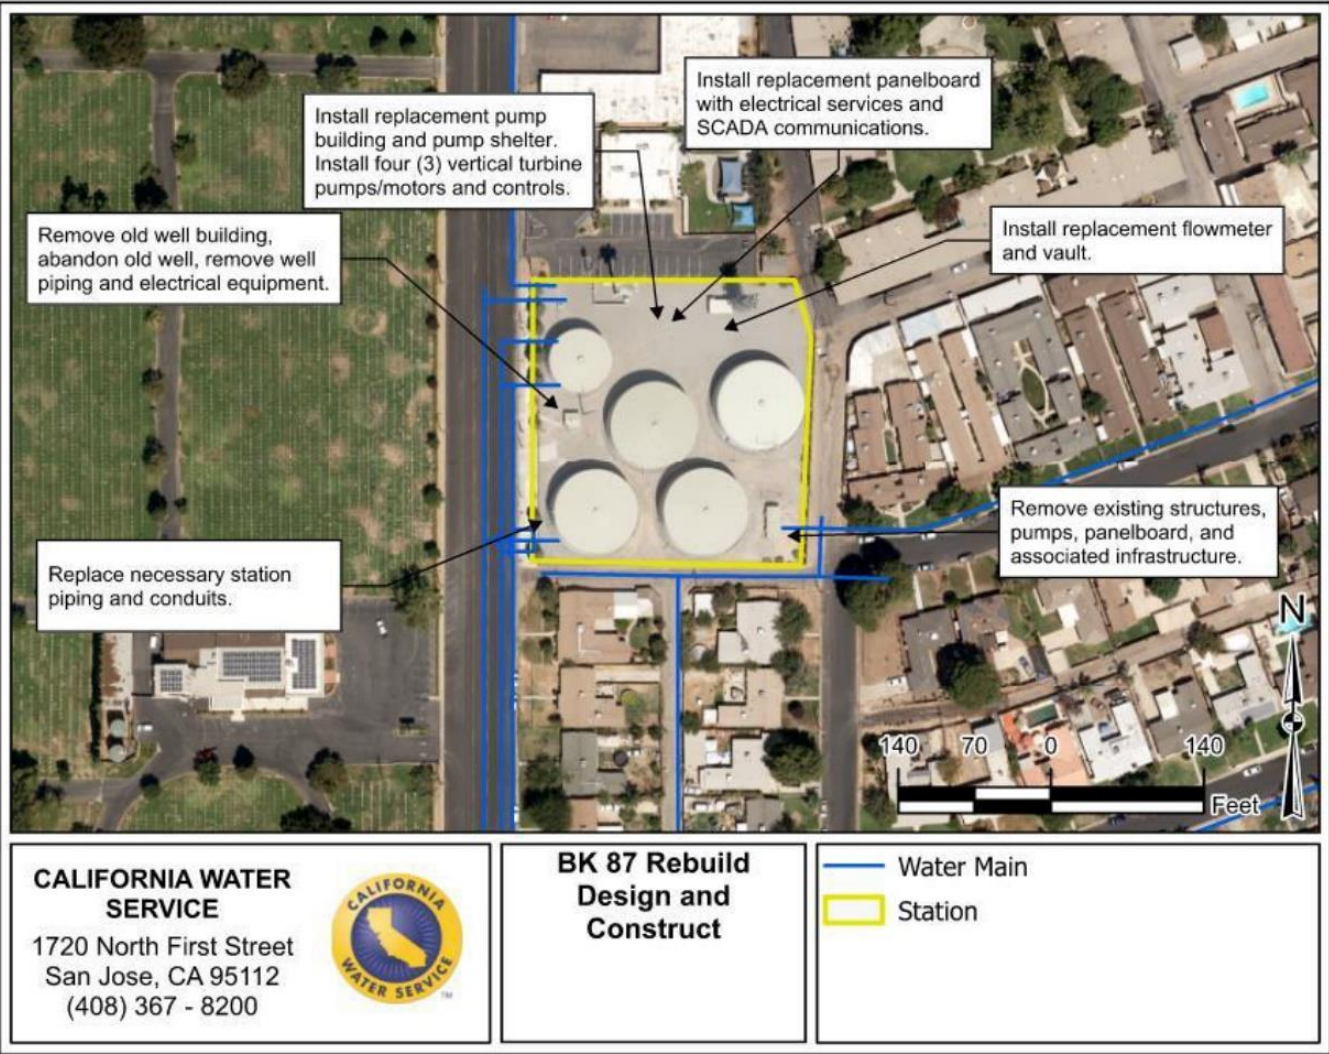 Install replacement panelboard
with electrical services and
SCADA communications.
Install replacement pump
building and pump shelter.
Install four (3) vertical turbine
pumps/motors and controls.
Remove old well building,
abandon old well, remove well
piping and electrical equipment.
Install replacement flowmeter
and vault.
Remove existing structures,
pumps, panelboard, and
associated infrastructure.
Replace necessary station
piping and conduits.
N
140 70 0 140
Feet
CALIFORNIA WATER
SERVICE
1720 North First Street
San Jose, CA 95112
(408) 367 - 8200
CALIFORNIA
WATER SERVICE
TM
BK 87 Rebuild
Design and
Construct
Water Main
Station